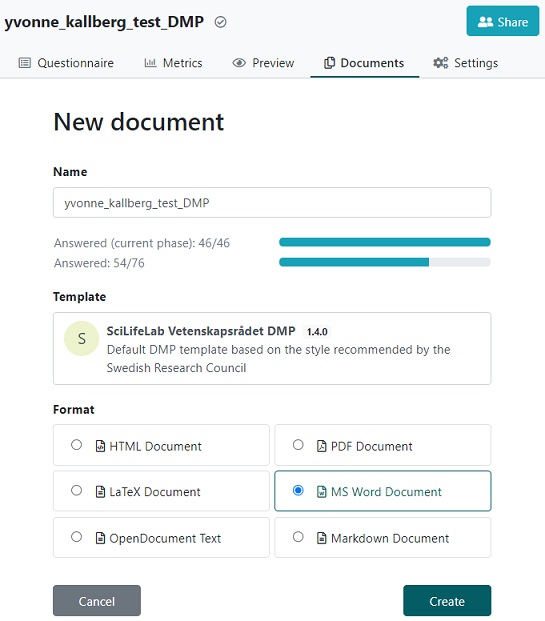 yvonne_kallberg_test_DMP
Share
Questionnaire Metrics Preview Documents Settings
New document
Name
yvonne_kallberg_test_DMP
Answered (current phase): 46/46
Answered: 54/76
Template
S
SciLifeLab Vetenskapsrådet DMP 1.4.0
Default DMP template based on the style recommended by the
Swedish Research Council
Format
HTML Document PDF Document
LaTeX Document MS Word Document
OpenDocument Text Markdown Document
Cancel Create